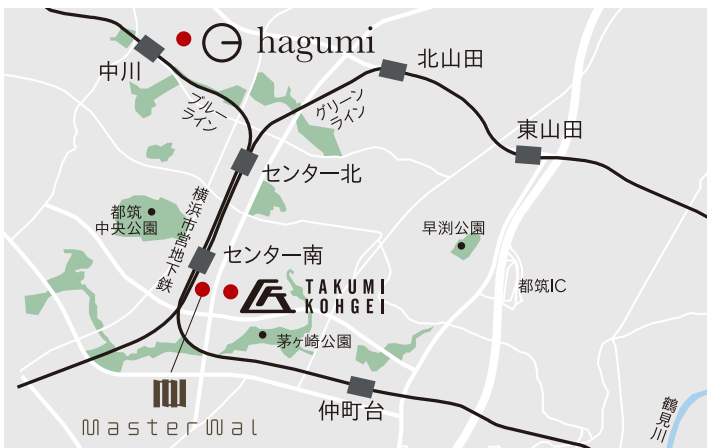 hagumi
中川
北山田
ブルー
ライン
グリーン
ライン
東山田
センター北
横浜市営地下鉄
都筑
中央公園
早渕公園
センター南
都筑IC
TAKUMI
KOHGEI
茅ヶ崎公園
仲町台
鶴見川
MasterWal